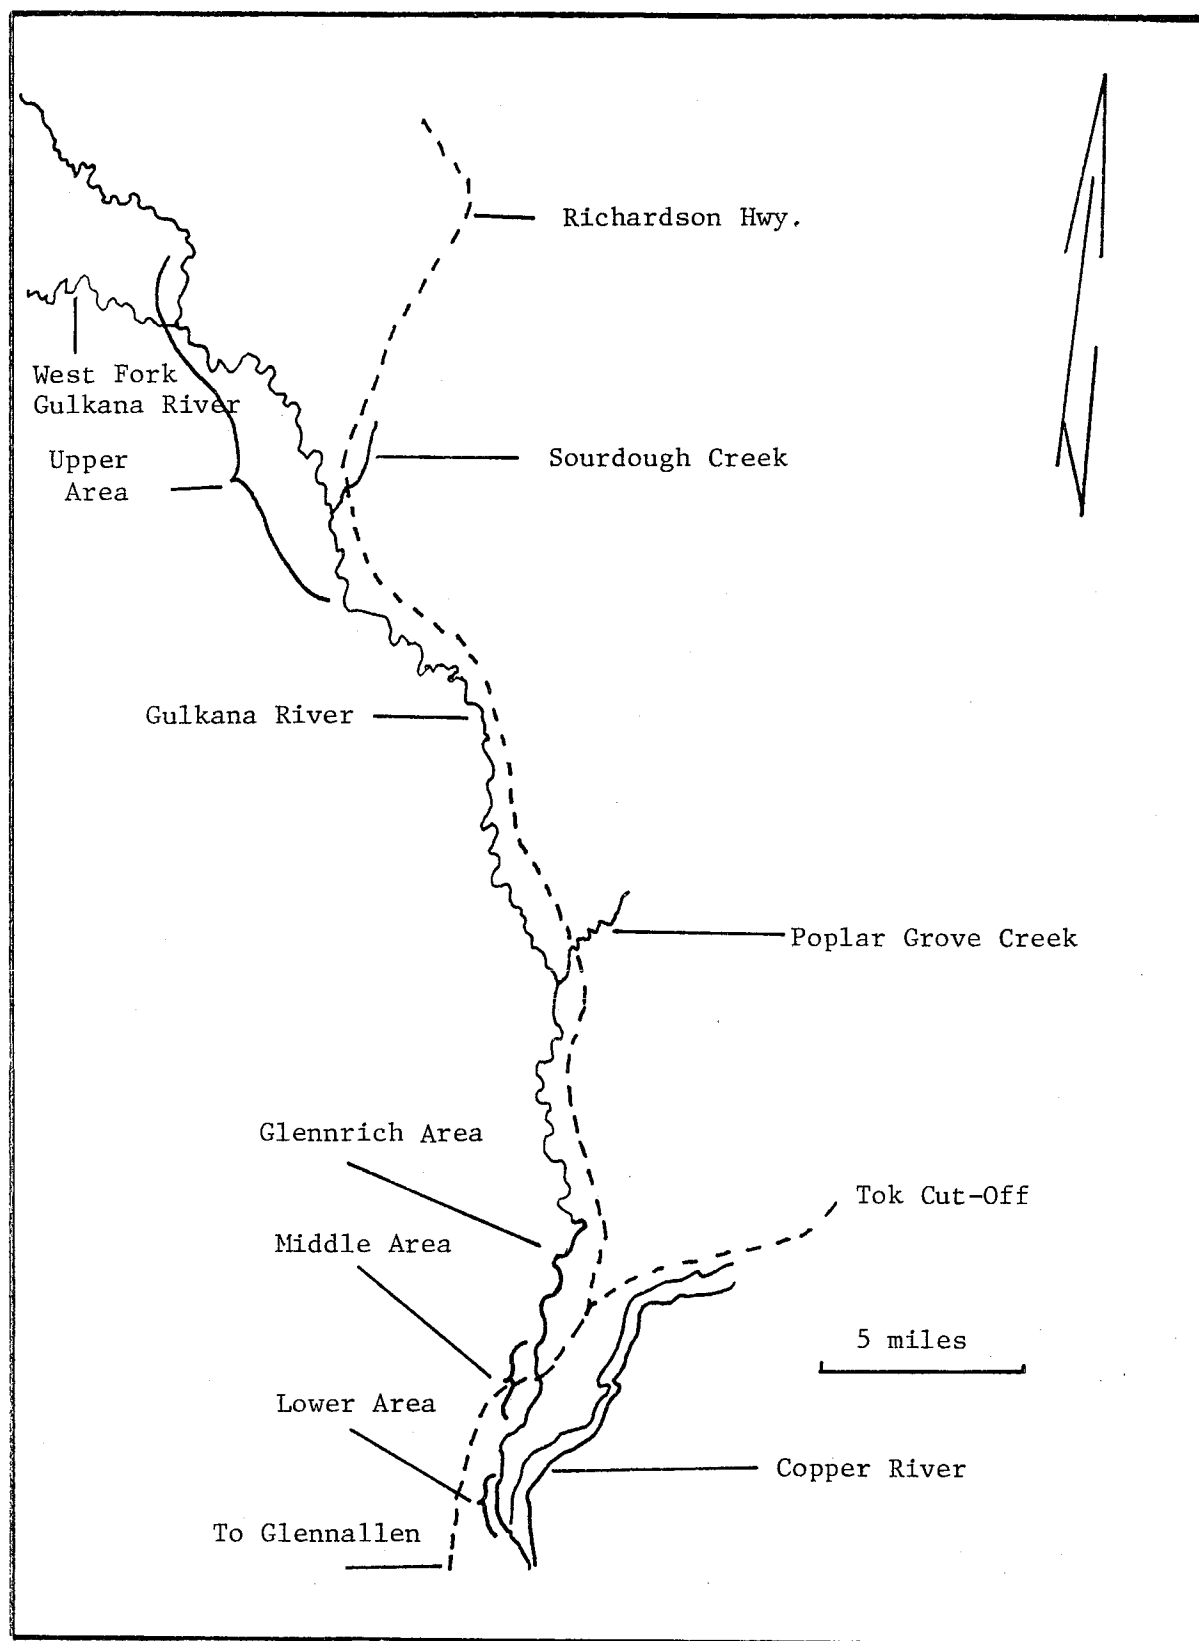 Richardson Hwy.
West Fork
Gulkana River
Sourdough Creek
Upper
Area
Gulkana River
Poplar Grove Creek
Glennrich Area
Tok Cut-Off
Middle Area
5 miles
Lower Area
Copper River
To Glennallen